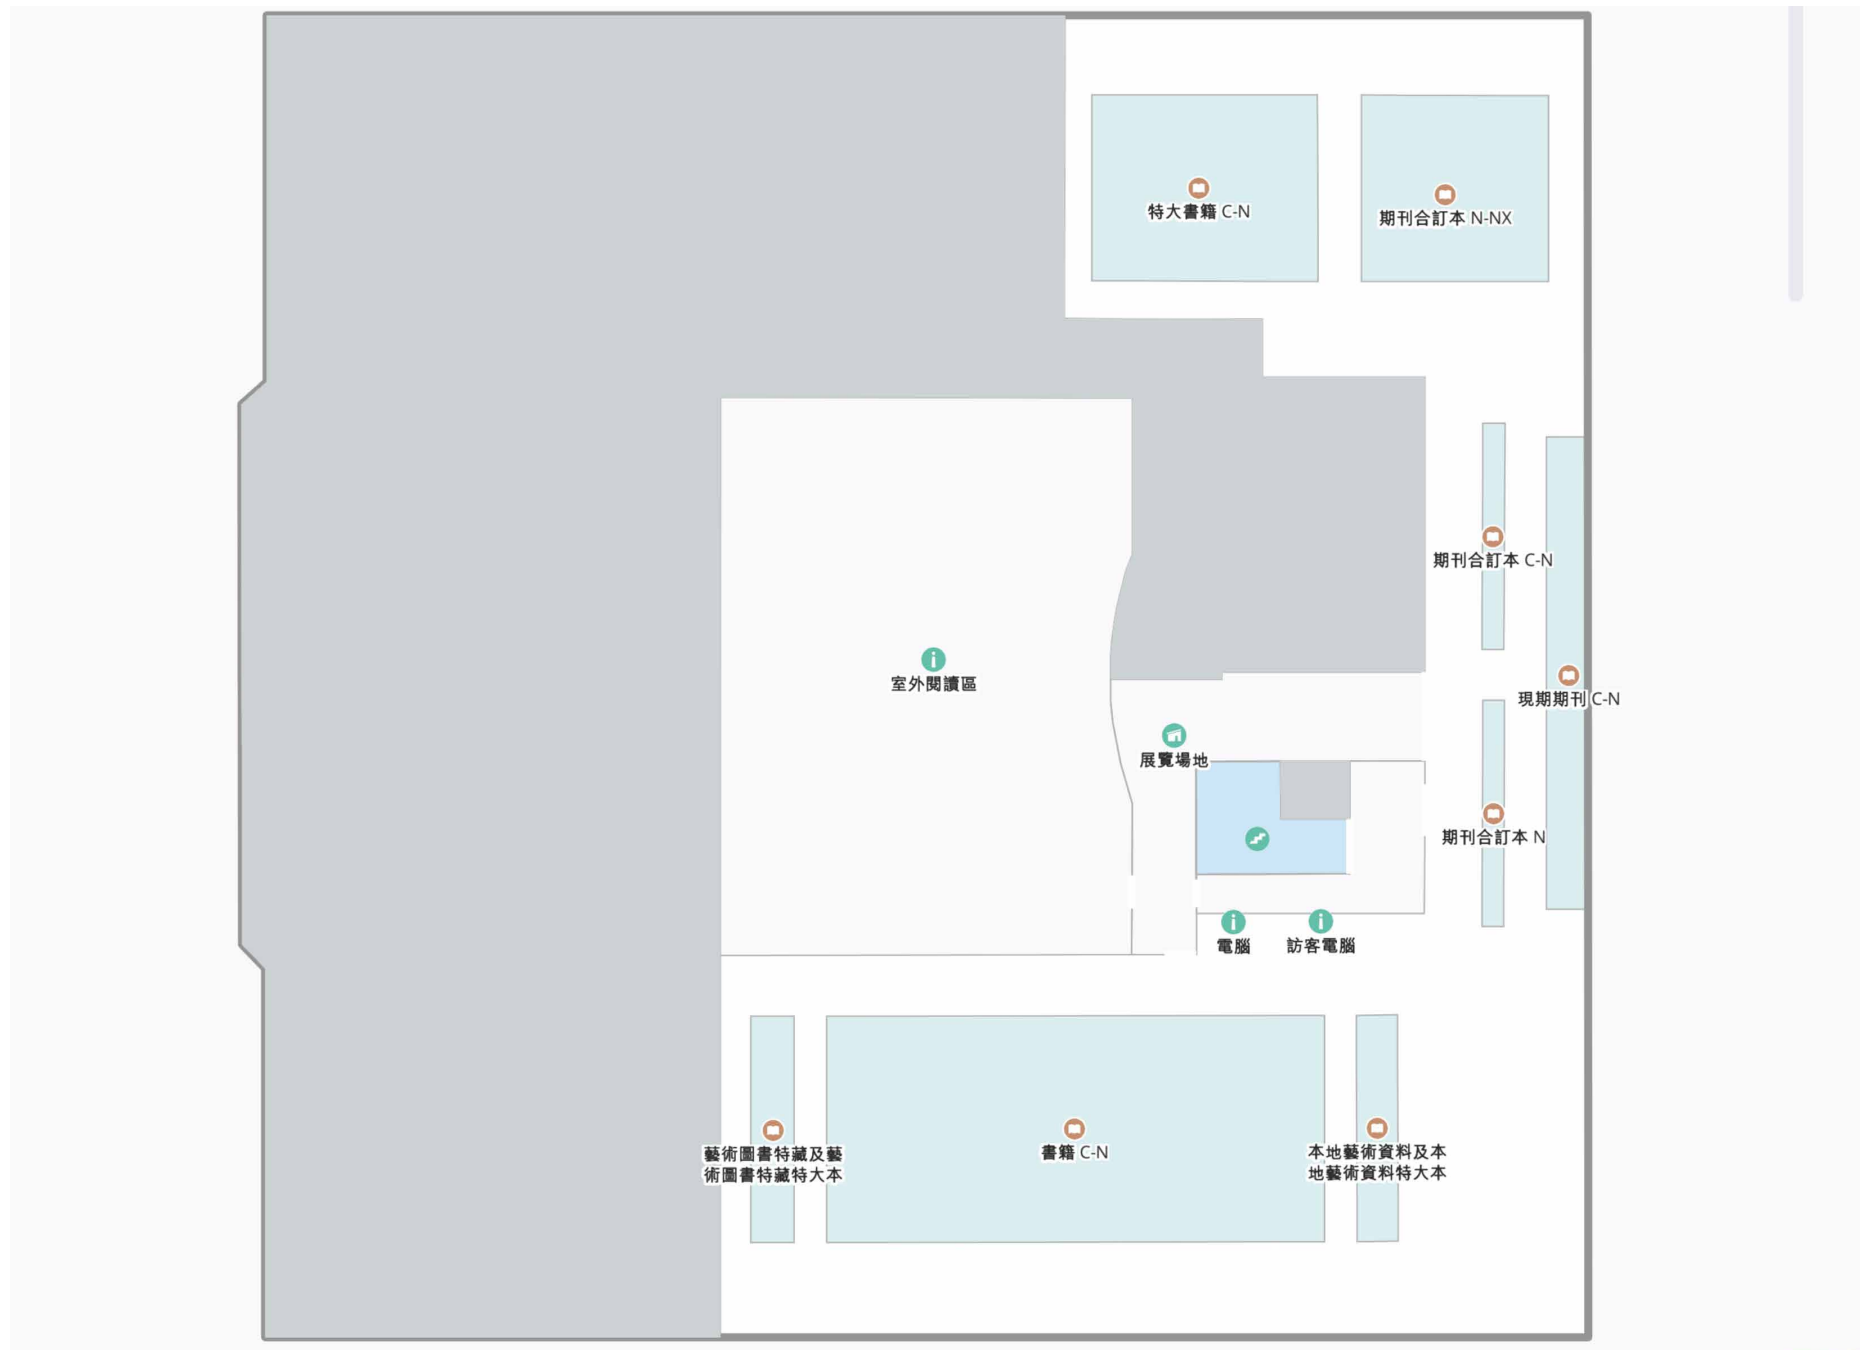 特大書籍 C-N
期刊合訂本 N-NX
期刊合訂本 C-N
室外閱讀區
現期期刊 C-N
展覽場地
期刊合訂本 N
電腦
訪客電腦
藝術圖書特藏及藝
術圖書特藏特大本
書籍 C-N
本地藝術資料及本
地藝術資料特大本